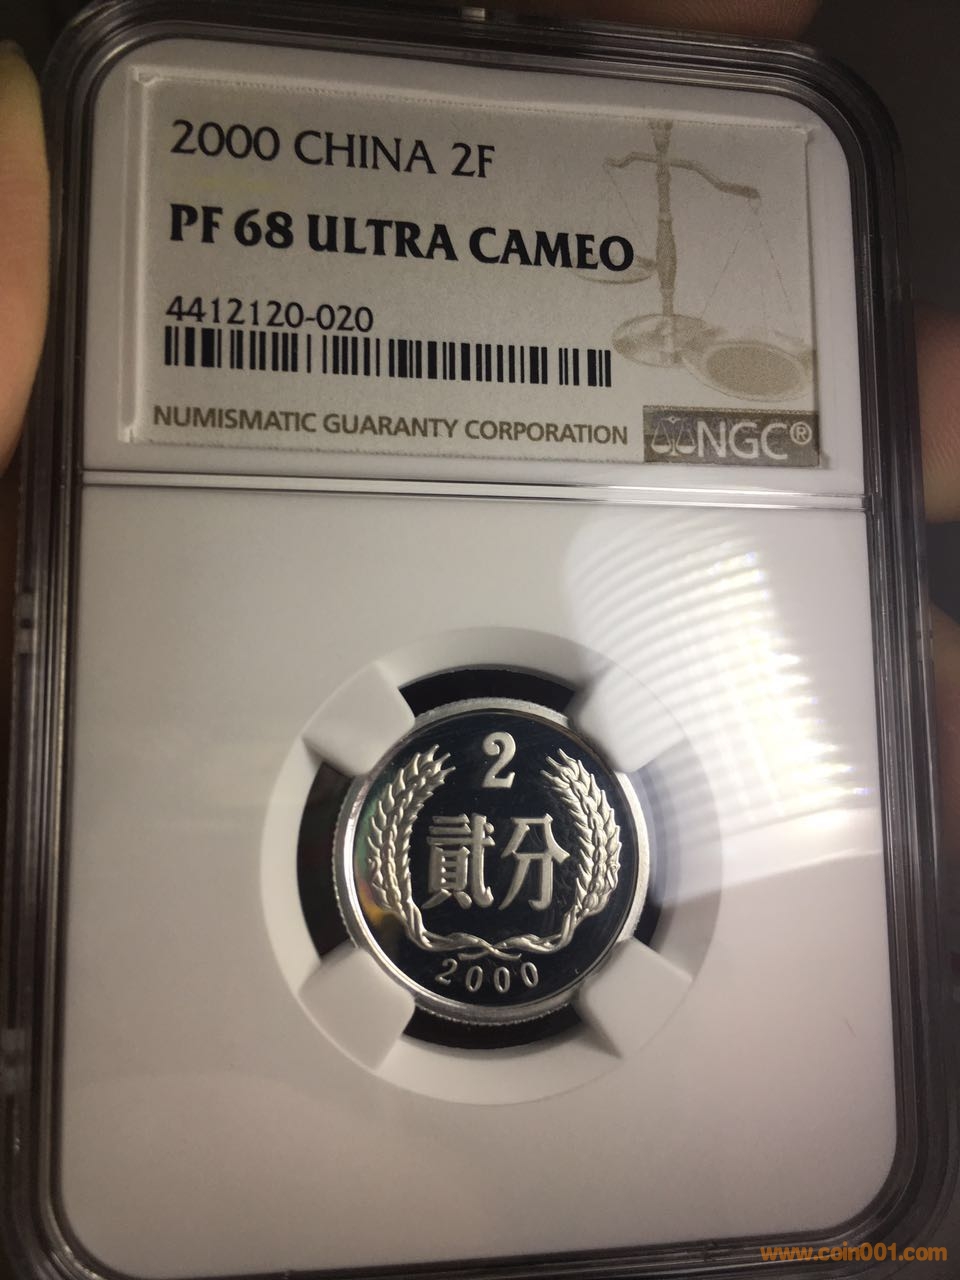 2000 CHINA 2F
PF 68 ULTRA CAMEO
4412120-020
NUMISMATIC GUARANTY CORPORATION
NGC®
2
貳分
2000
www.coin001.com